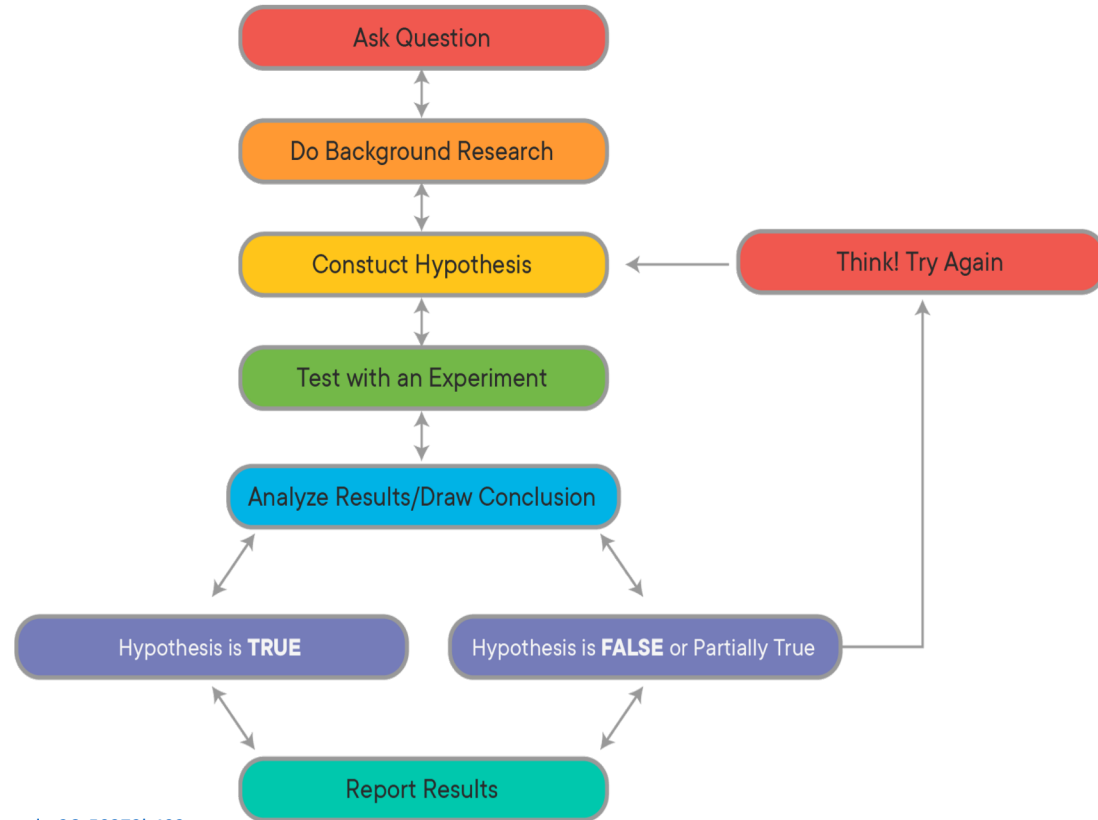 Ask Question
Do Background Research
Constuct Hypothesis
Think! Try Again
Test with an Experiment
Analyze Results/Draw Conclusion
Hypothesis is TRUE
Hypothesis is FALSE or Partially True
Report Results